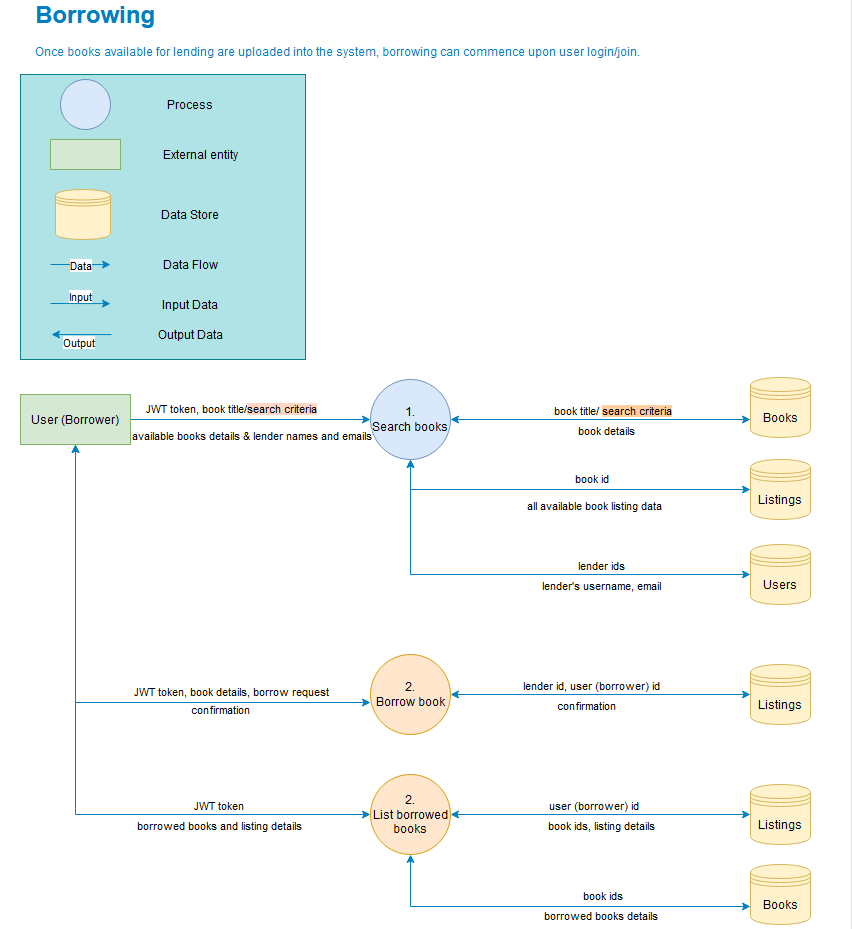 Borrowing
Once books available for lending are uploaded into the system, borrowing can commence upon user login/join.
Process
External entity
Data Store
Data
Data Flow
Input
Input Data
Output Data
Output
User (Borrower)
JWT token, book title/search criteria
available books details & lender names and emails
1.
Search books
book title/ search criteria
book details
Books
book id
all available book listing data
Listings
lender ids
lender's username, email
Users
JWT token, book details, borrow request
confirmation
2.
Borrow book
lender id, user (borrower) id
confirmation
Listings
JWT token
borrowed books and listing details
2.
List borrowed
books
user (borrower) id
book ids, listing details
Listings
book ids
borrowed books details
Books